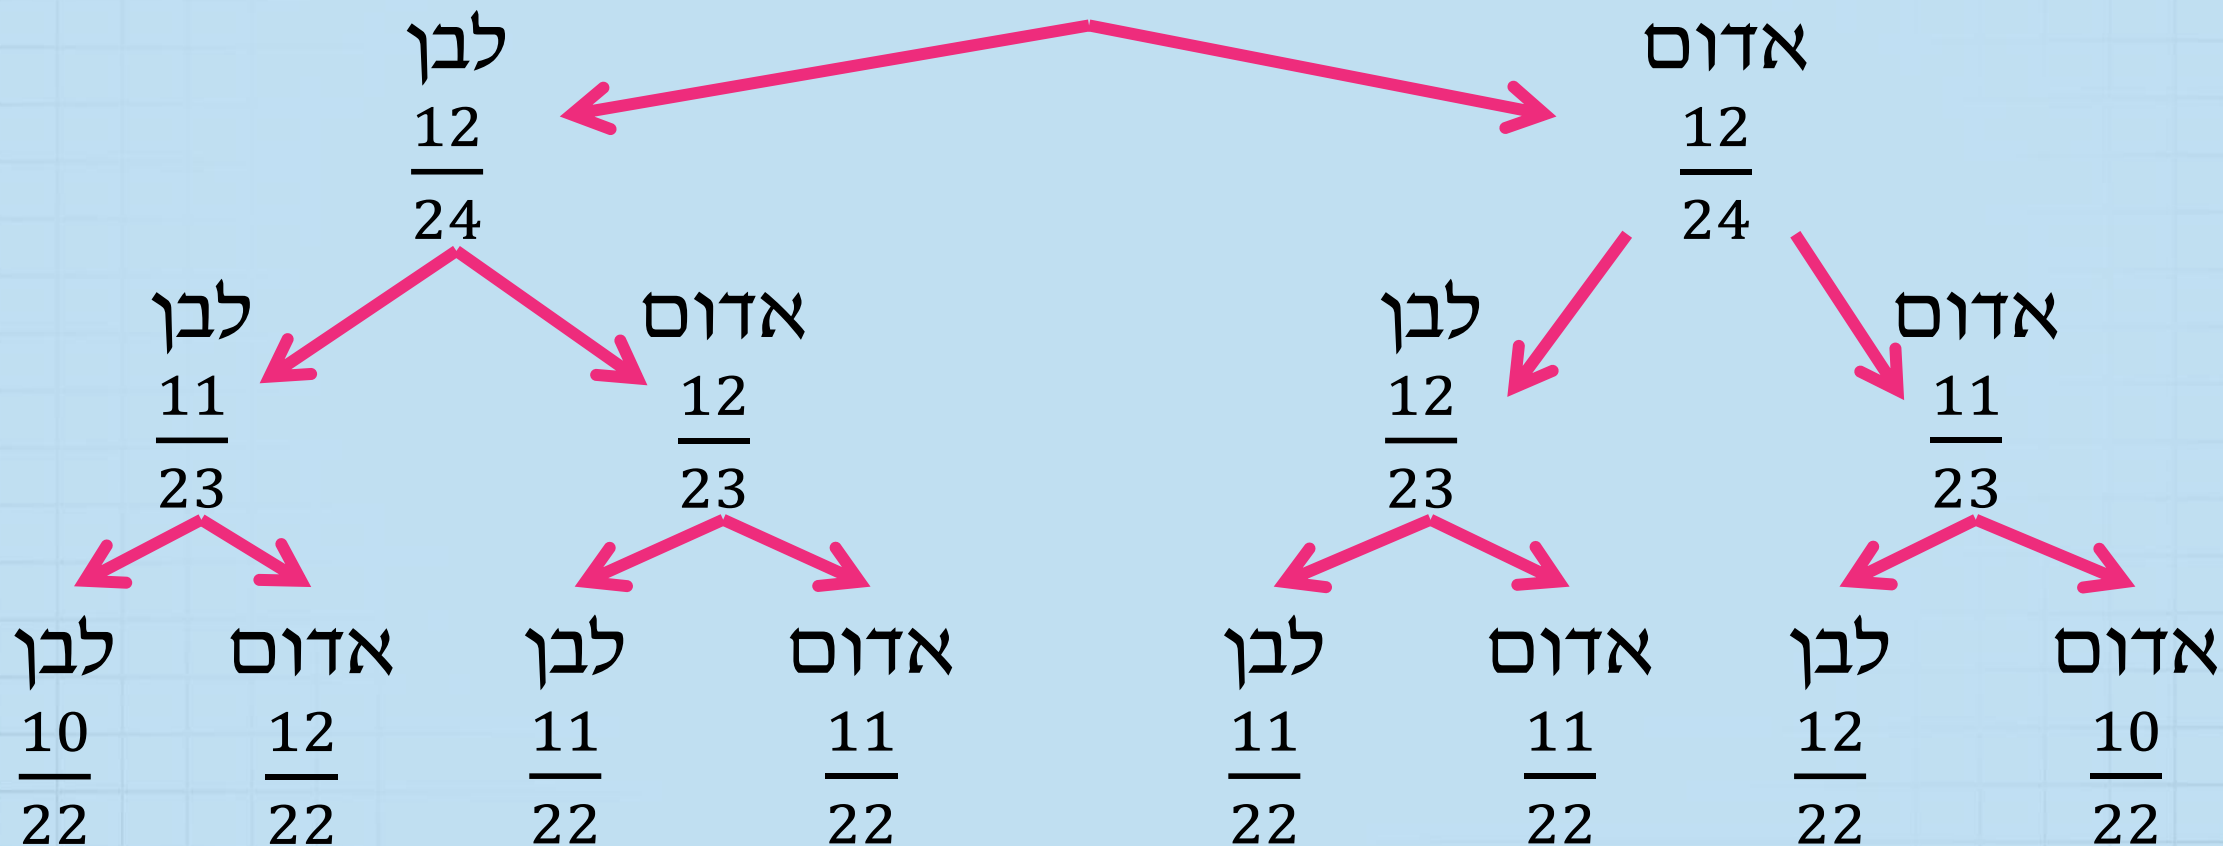 אדום לבן
12/24 12/24
אדום לבן אדום לבן
11/23 12/23 12/23 11/23
אדום לבן אדום לבן אדום לבן אדום לבן
10/22 12/22 11/22 11/22 11/22 11/22 12/22 10/22